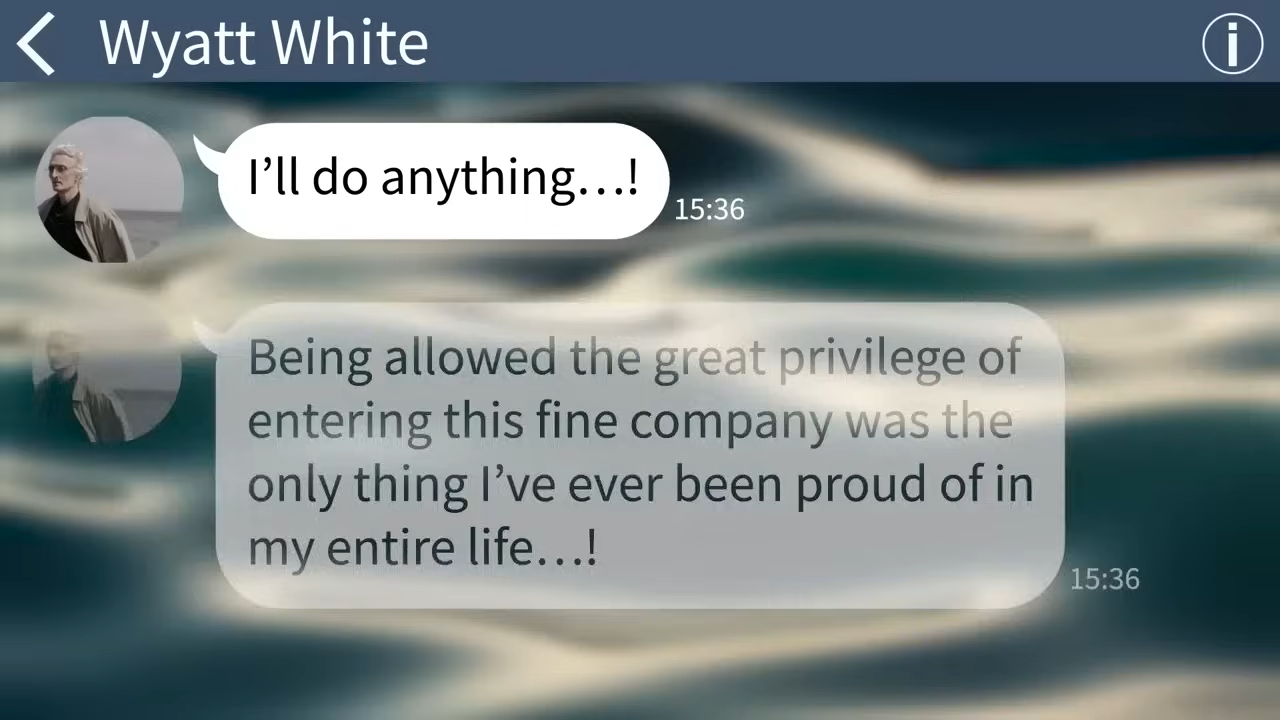 Wyatt White
I’ll do anything…!
15:36
Being allowed the great privilege of
entering this fine company was the
only thing I’ve ever been proud of in
my entire life…!
15:36